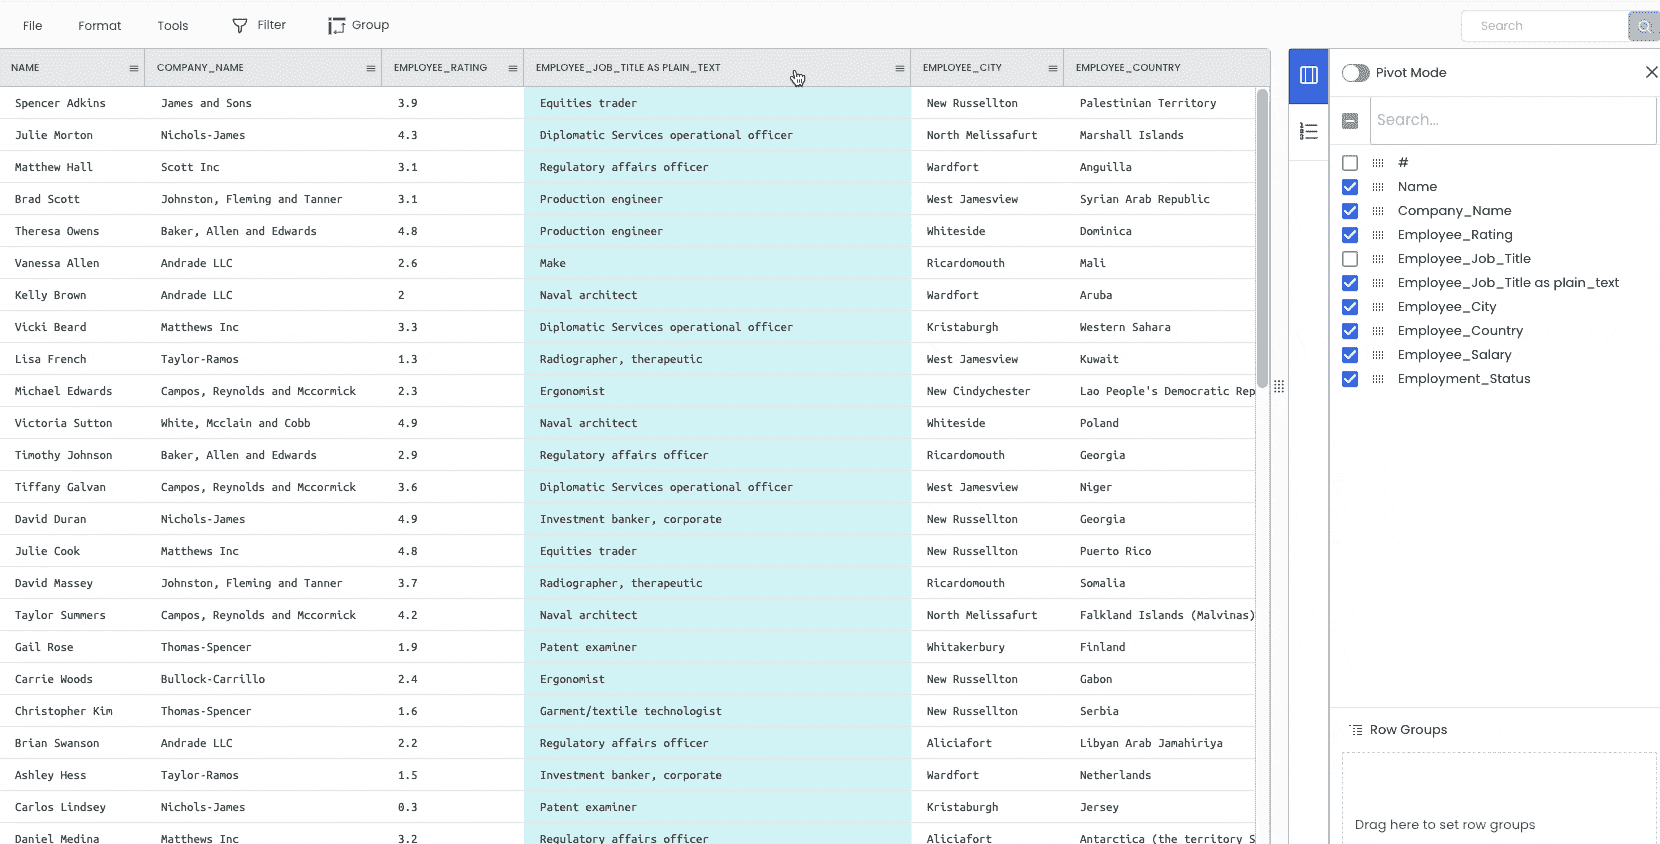 File Format Tools Filter Group Search
NAME COMPANY_NAME EMPLOYEE_RATING EMPLOYEE_JOB_TITLE AS PLAIN_TEXT EMPLOYEE_CITY EMPLOYEE_COUNTRY
Spencer Adkins James and Sons 3.9 Equities trader New Russellton Palestinian Territory
Julie Morton Nichols-James 4.3 Diplomatic Services operational officer North Melissafurt Marshall Islands
Matthew Hall Scott Inc 3.1 Regulatory affairs officer Wardfort Anguilla
Brad Scott Johnston, Fleming and Tanner 3.1 Production engineer West Jamesview Syrian Arab Republic
Theresa Owens Baker, Allen and Edwards 4.8 Production engineer Whiteside Dominica
Vanessa Allen Andrade LLC 2.6 Make Ricardomouth Mali
Kelly Brown Andrade LLC 2 Naval architect Wardfort Aruba
Vicki Beard Matthews Inc 3.3 Diplomatic Services operational officer Kristaburgh Western Sahara
Lisa French Taylor-Ramos 1.3 Radiographer, therapeutic West Jamesview Kuwait
Michael Edwards Campos, Reynolds and Mccormick 2.3 Ergonomist New Cindychester Lao People's Democratic Rep
Victoria Sutton White, Mcclain and Cobb 4.9 Naval architect Whiteside Poland
Timothy Johnson Baker, Allen and Edwards 2.9 Regulatory affairs officer Ricardomouth Georgia
Tiffany Galvan Campos, Reynolds and Mccormick 3.6 Diplomatic Services operational officer West Jamesview Niger
David Duran Nichols-James 4.9 Investment banker, corporate New Russellton Georgia
Julie Cook Matthews Inc 4.8 Equities trader New Russellton Puerto Rico
David Massey Johnston, Fleming and Tanner 3.7 Radiographer, therapeutic Ricardomouth Somalia
Taylor Summers Campos, Reynolds and Mccormick 4.2 Naval architect North Melissafurt Falkland Islands (Malvinas)
Gail Rose Thomas-Spencer 1.9 Patent examiner Whitakerbury Finland
Carrie Woods Bullock-Carrillo 2.4 Ergonomist New Russellton Gabon
Christopher Kim Thomas-Spencer 1.6 Garment/textile technologist New Russellton Serbia
Brian Swanson Andrade LLC 2.2 Regulatory affairs officer Aliciafort Libyan Arab Jamahiriya
Ashley Hess Taylor-Ramos 1.5 Investment banker, corporate Wardfort Netherlands
Carlos Lindsey Nichols-James 0.3 Patent examiner Kristaburgh Jersey
Daniel Medina Matthews Inc 3.2 Regulatory affairs officer Aliciafort Antarctica (the territory S
Pivot Mode
Search...
#
Name
Company_Name
Employee_Rating
Employee_Job_Title
Employee_Job_Title as plain_text
Employee_City
Employee_Country
Employee_Salary
Employment_Status
Row Groups
Drag here to set row groups